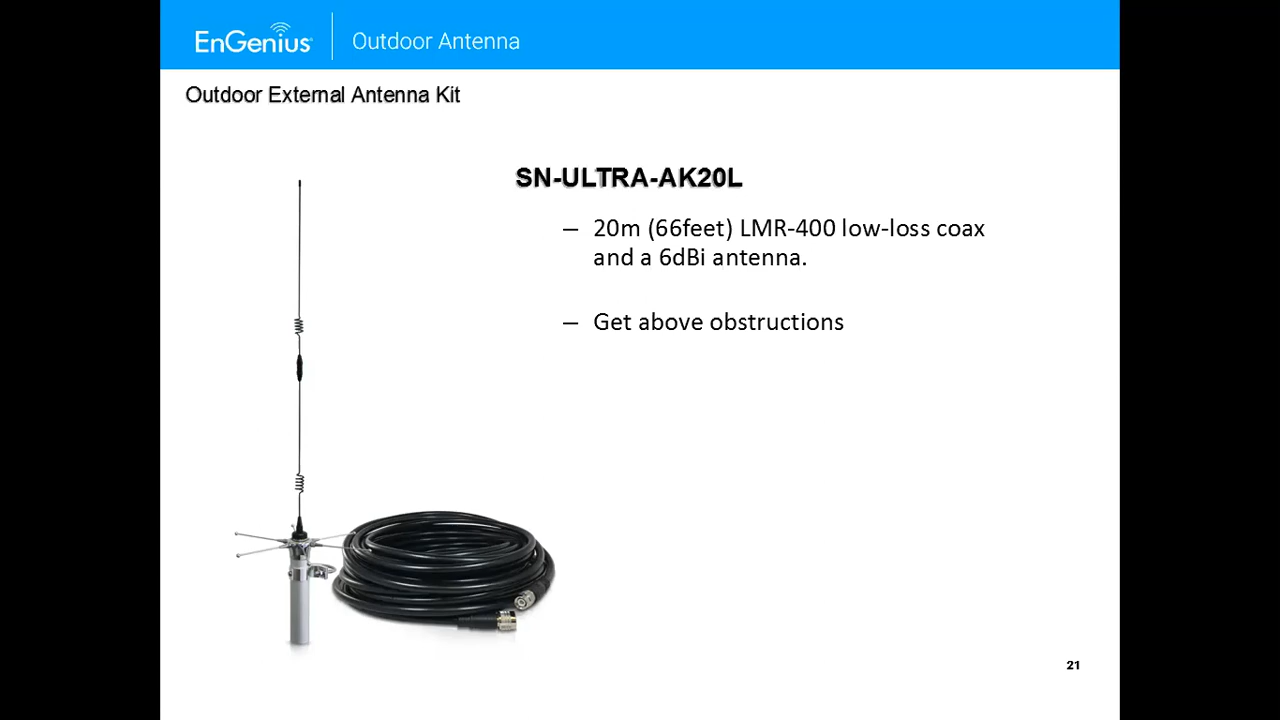 EnGenius® Outdoor Antenna
Outdoor External Antenna Kit
SN-ULTRA-AK20L
– 20m (66feet) LMR-400 low-loss coax
and a 6dBi antenna.
– Get above obstructions
21